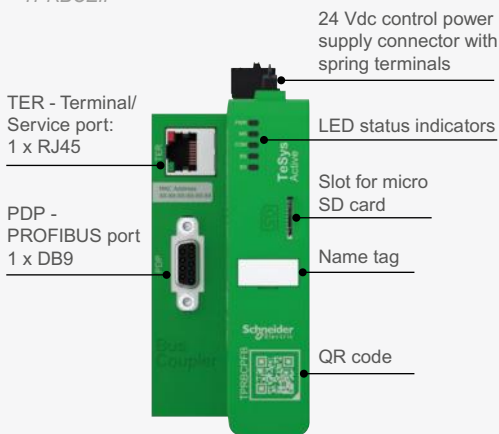 24 Vdc control power
supply connector with
spring terminals
TER - Terminal/
Service port:
1 x RJ45
LED status indicators
TeSys
Active
TER
Slot for micro
SD card
PDP -
PROFIBUS port
1 x DB9
PDP
Name tag
Schneider
Electric
Bus
Coupler
TPRBCPFB
QR code